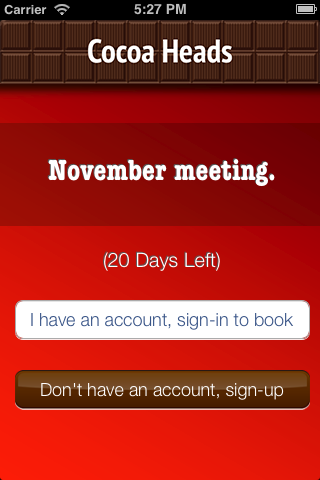 Carrier 5:27 PM
Cocoa Heads
November meeting.
(20 Days Left)
I have an account, sign-in to book
Don't have an account, sign-up